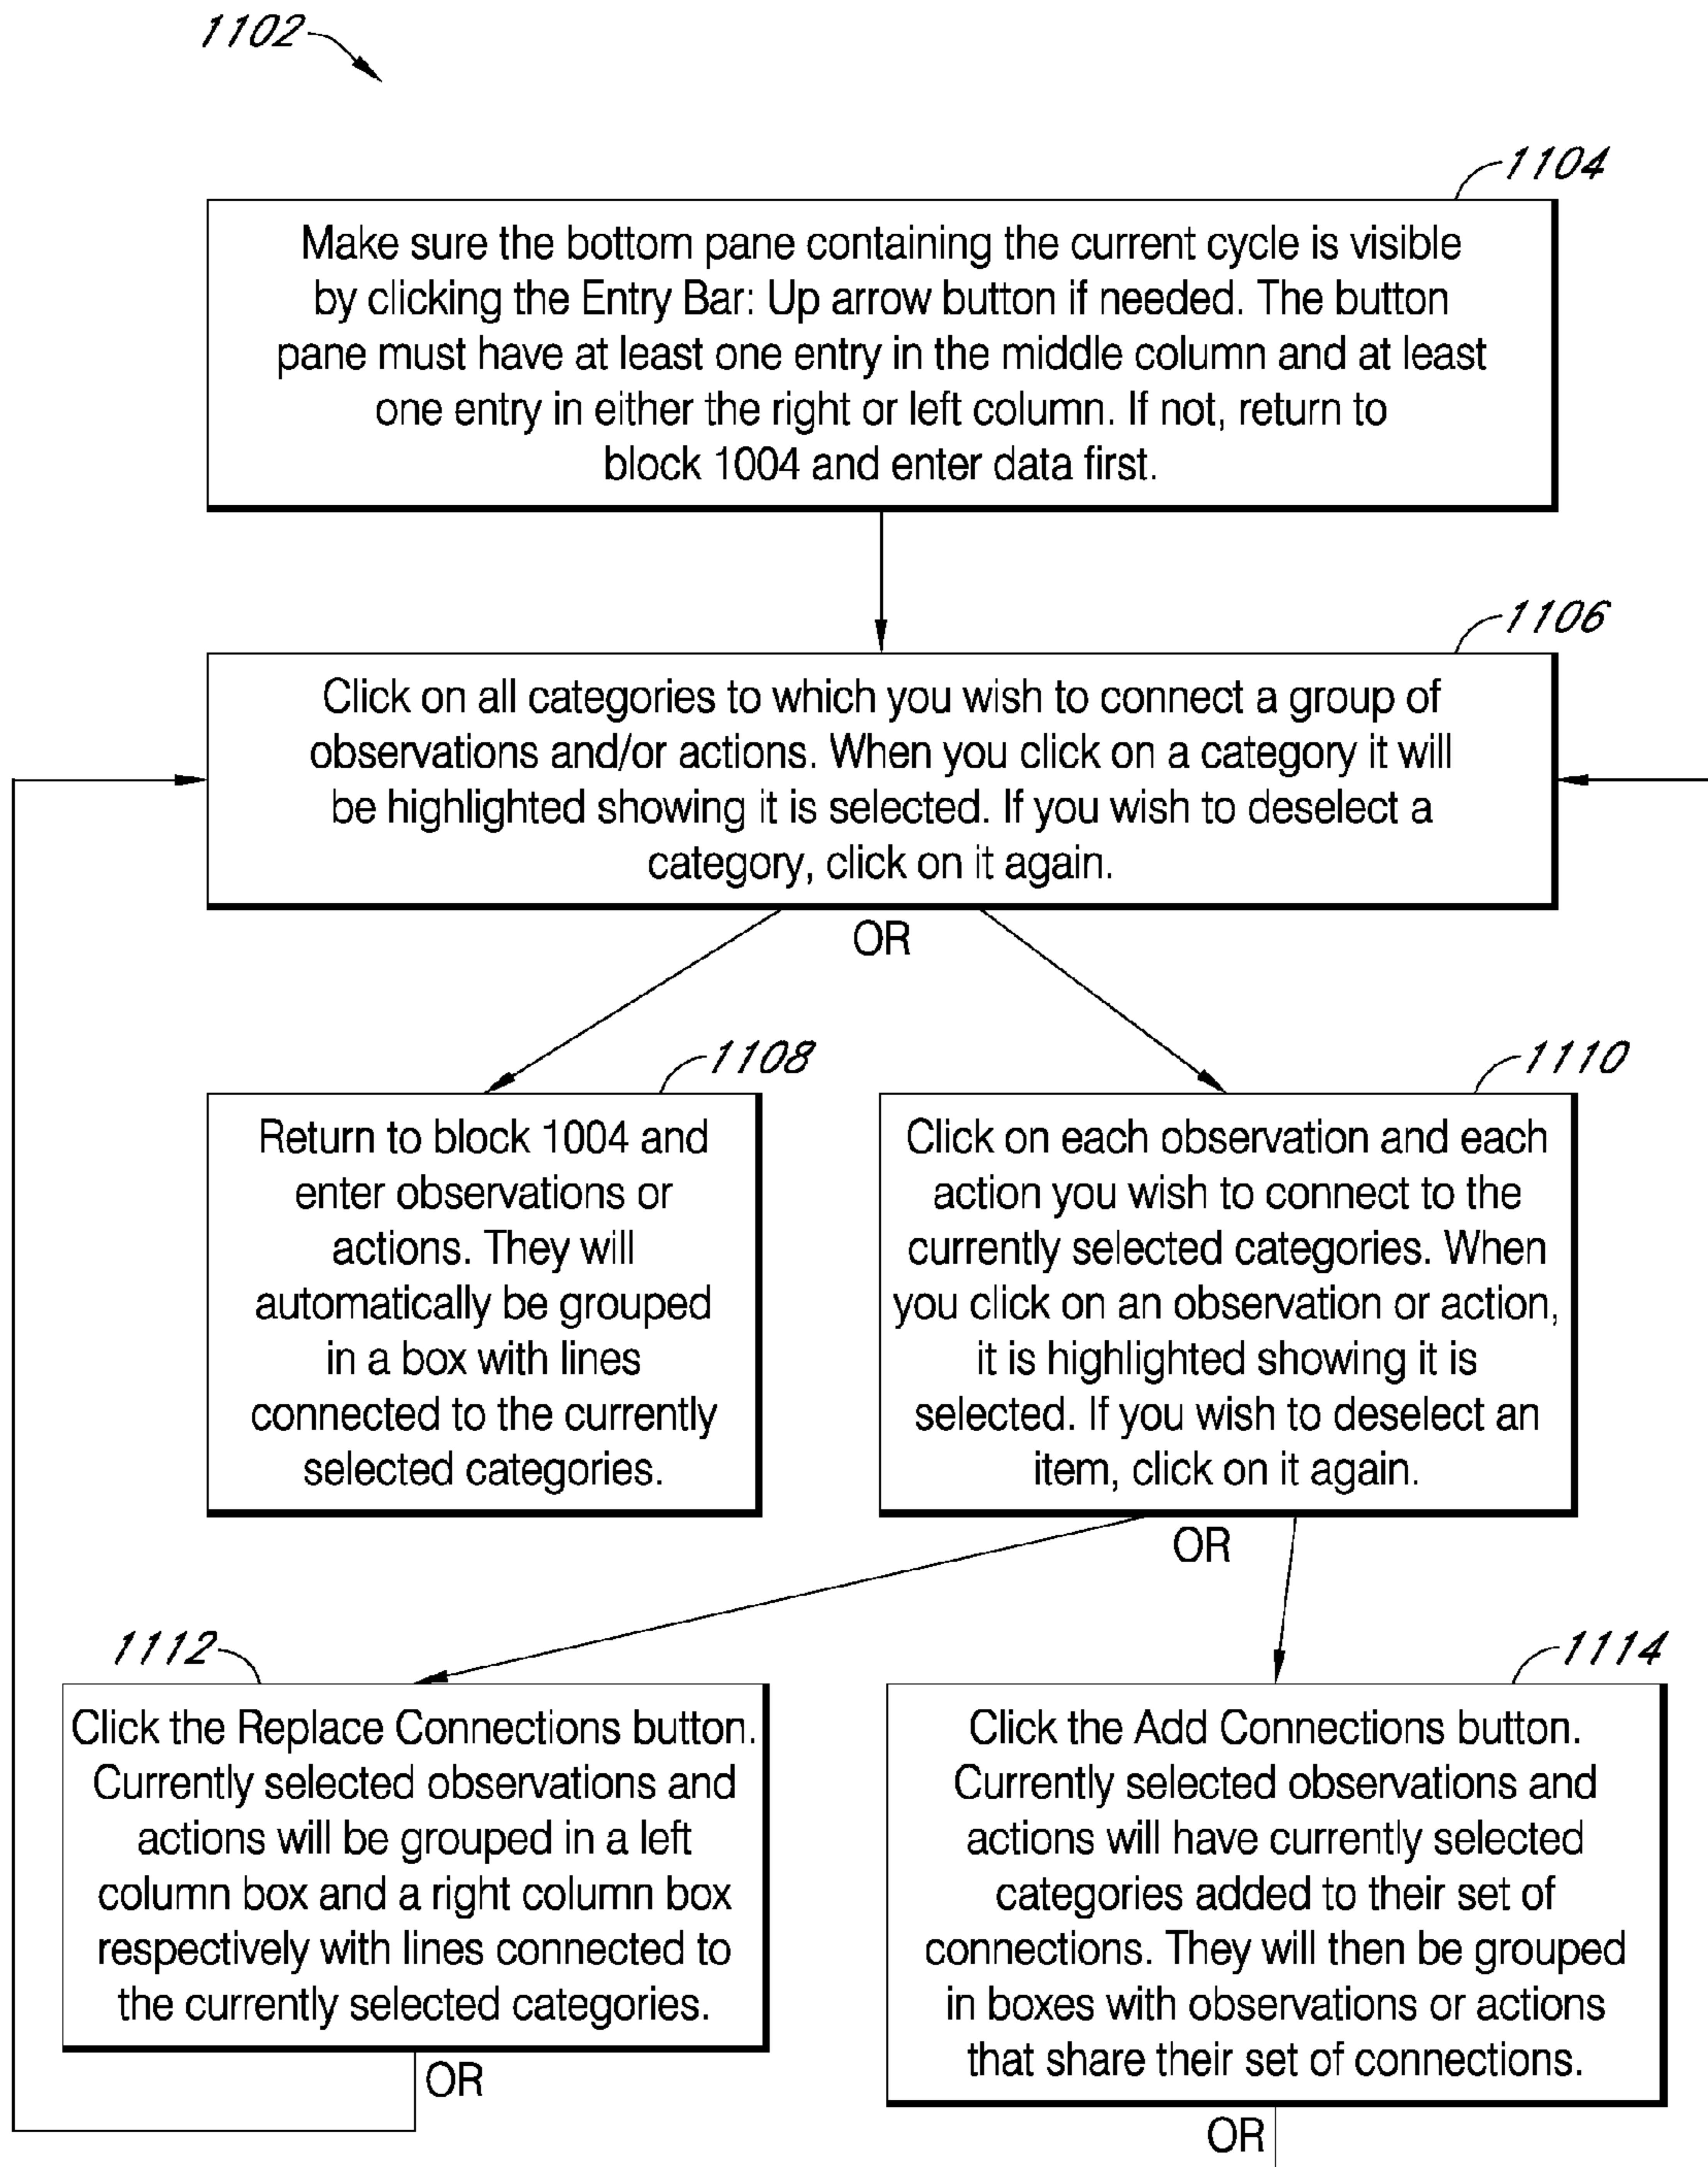 1102
1104
Make sure the bottom pane containing the current cycle is visible
by clicking the Entry Bar: Up arrow button if needed. The button
pane must have at least one entry in the middle column and at least
one entry in either the right or left column. If not, return to
block 1004 and enter data first.
1106
Click on all categories to which you wish to connect a group of
observations and/or actions. When you click on a category it will
be highlighted showing it is selected. If you wish to deselect a
category, click on it again.
OR
1108
Return to block 1004 and
enter observations or
actions. They will
automatically be grouped
in a box with lines
connected to the currently
selected categories.
1110
Click on each observation and each
action you wish to connect to the
currently selected categories. When
you click on an observation or action,
it is highlighted showing it is
selected. If you wish to deselect an
item, click on it again.
OR
1112
Click the Replace Connections button.
Currently selected observations and
actions will be grouped in a left
column box and a right column box
respectively with lines connected to
the currently selected categories.
OR
1114
Click the Add Connections button.
Currently selected observations and
actions will have currently selected
categories added to their set of
connections. They will then be grouped
in boxes with observations or actions
that share their set of connections.
OR